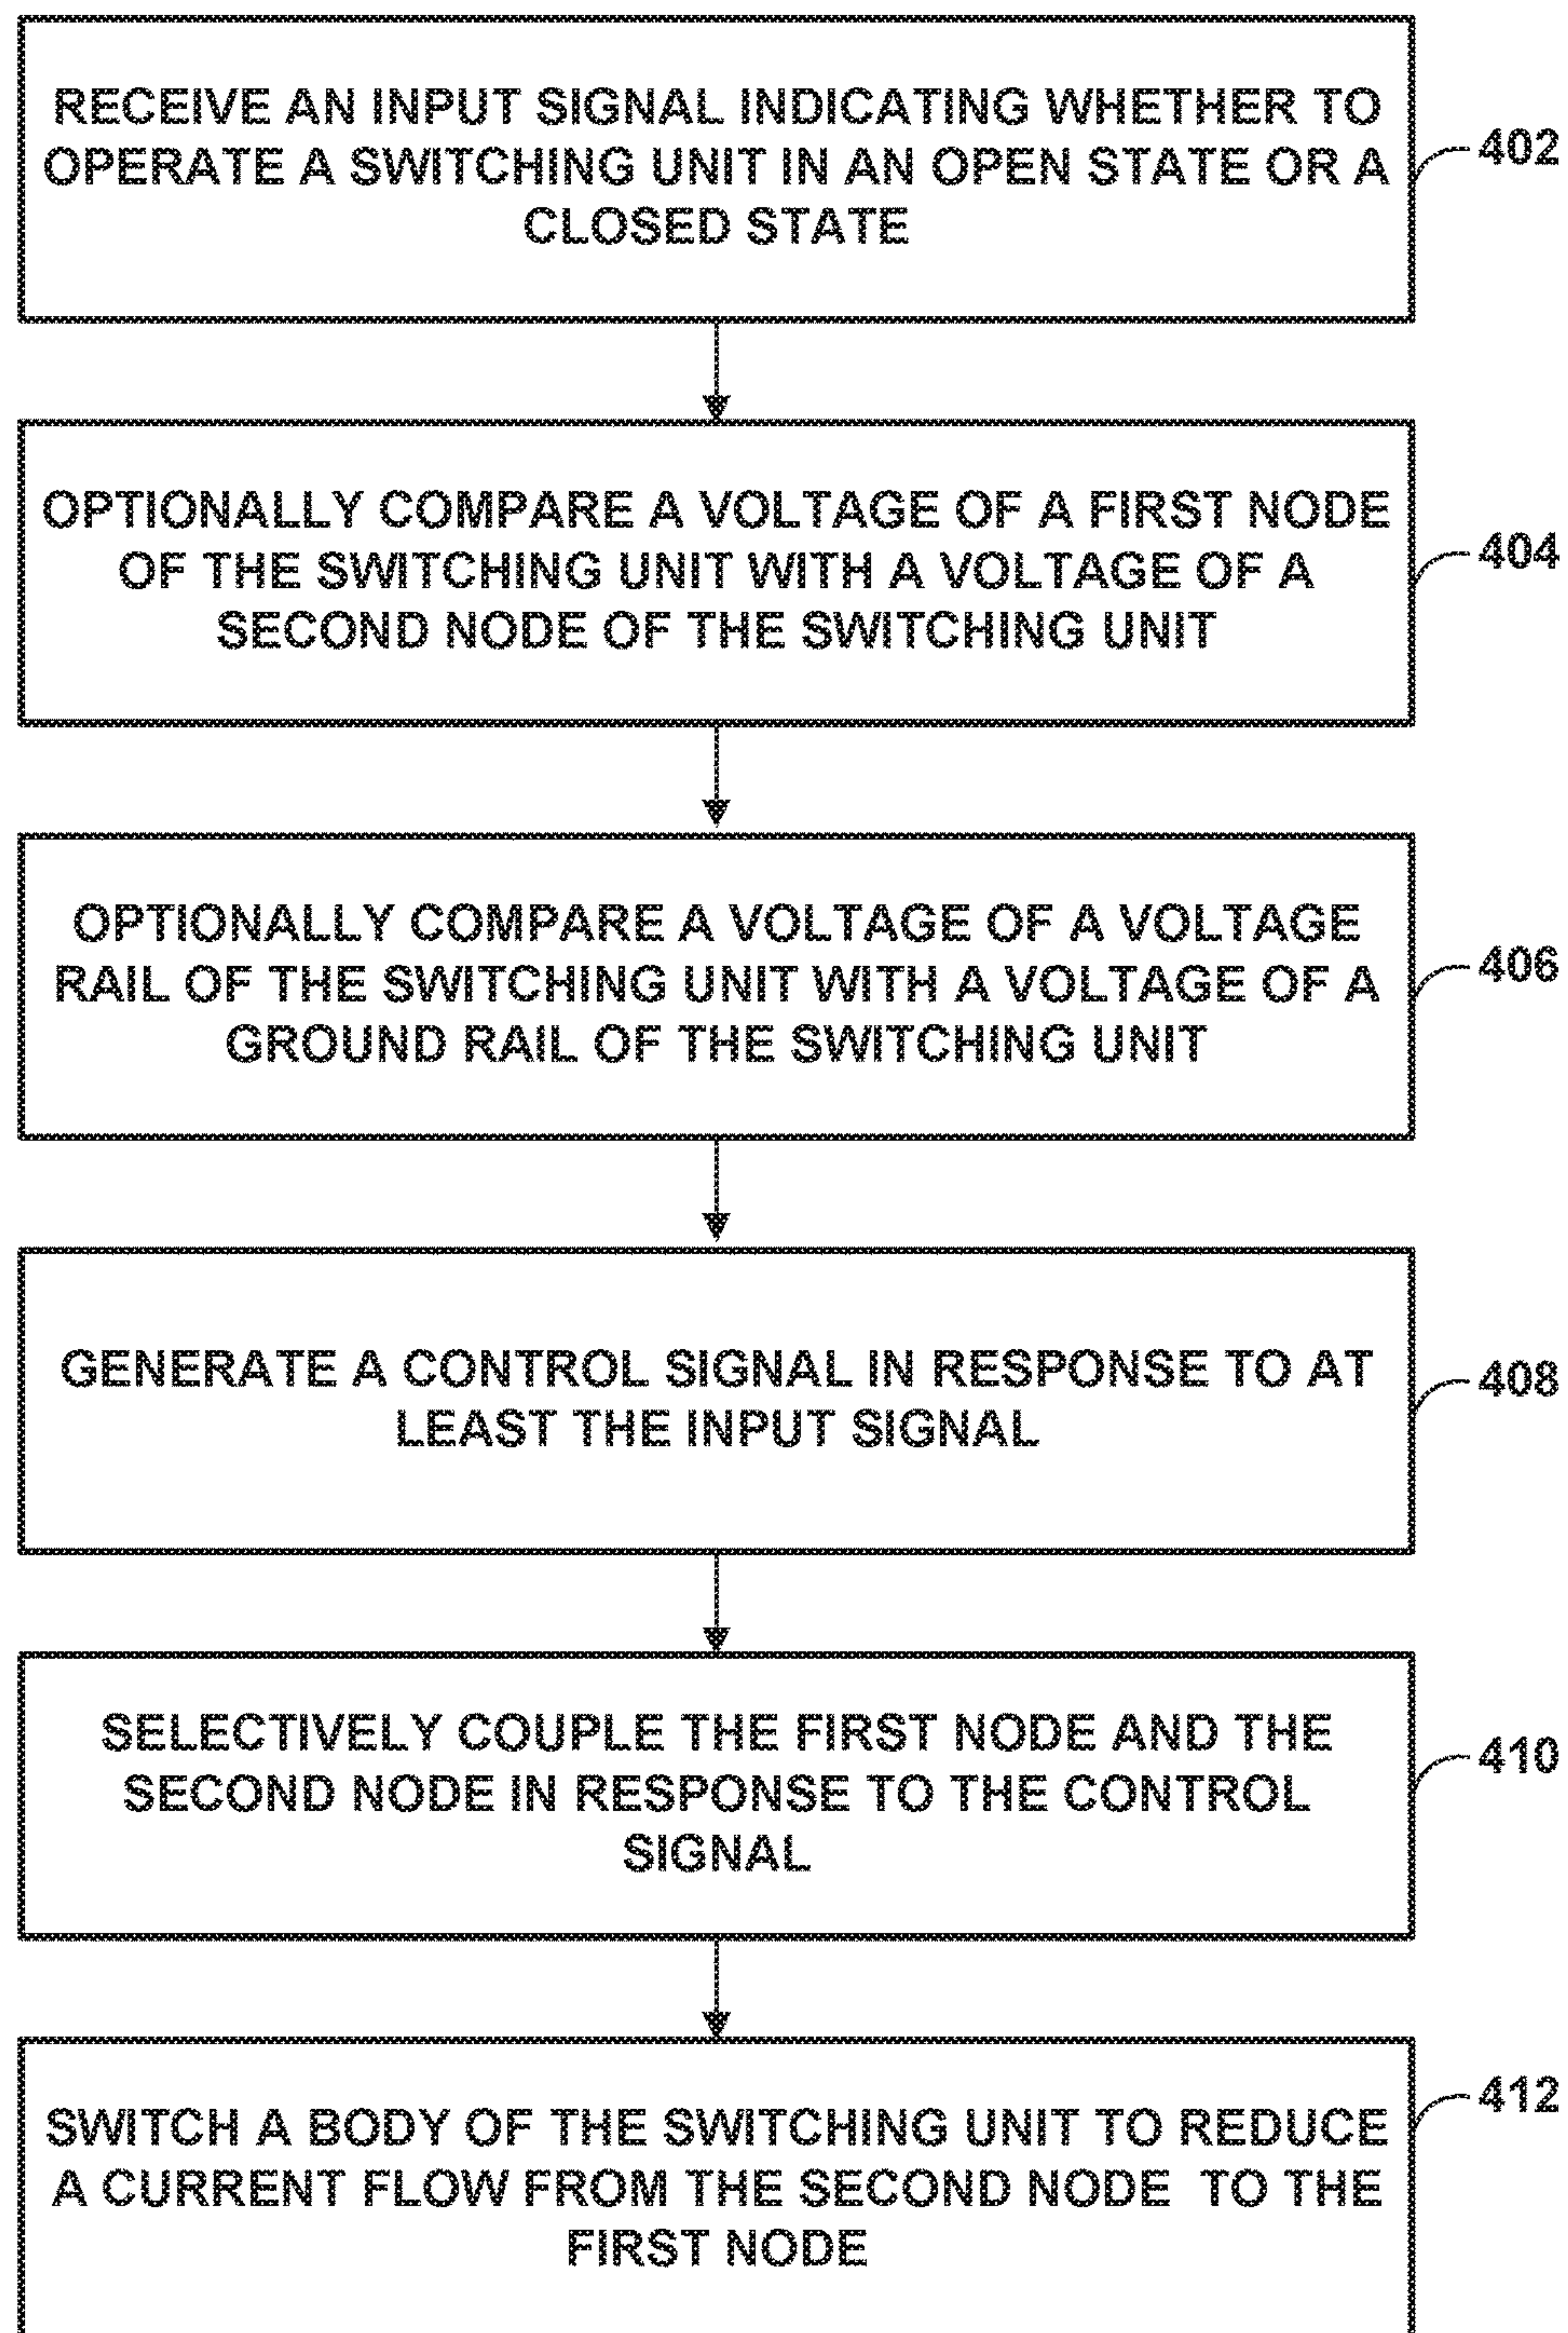 RECEIVE AN INPUT SIGNAL INDICATING WHETHER TO
OPERATE A SWITCHING UNIT IN AN OPEN STATE OR A
CLOSED STATE
402
OPTIONALLY COMPARE A VOLTAGE OF A FIRST NODE
OF THE SWITCHING UNIT WITH A VOLTAGE OF A
SECOND NODE OF THE SWITCHING UNIT
404
OPTIONALLY COMPARE A VOLTAGE OF A VOLTAGE
RAIL OF THE SWITCHING UNIT WITH A VOLTAGE OF A
GROUND RAIL OF THE SWITCHING UNIT
406
GENERATE A CONTROL SIGNAL IN RESPONSE TO AT
LEAST THE INPUT SIGNAL
408
SELECTIVELY COUPLE THE FIRST NODE AND THE
SECOND NODE IN RESPONSE TO THE CONTROL
SIGNAL
410
SWITCH A BODY OF THE SWITCHING UNIT TO REDUCE
A CURRENT FLOW FROM THE SECOND NODE TO THE
FIRST NODE
412